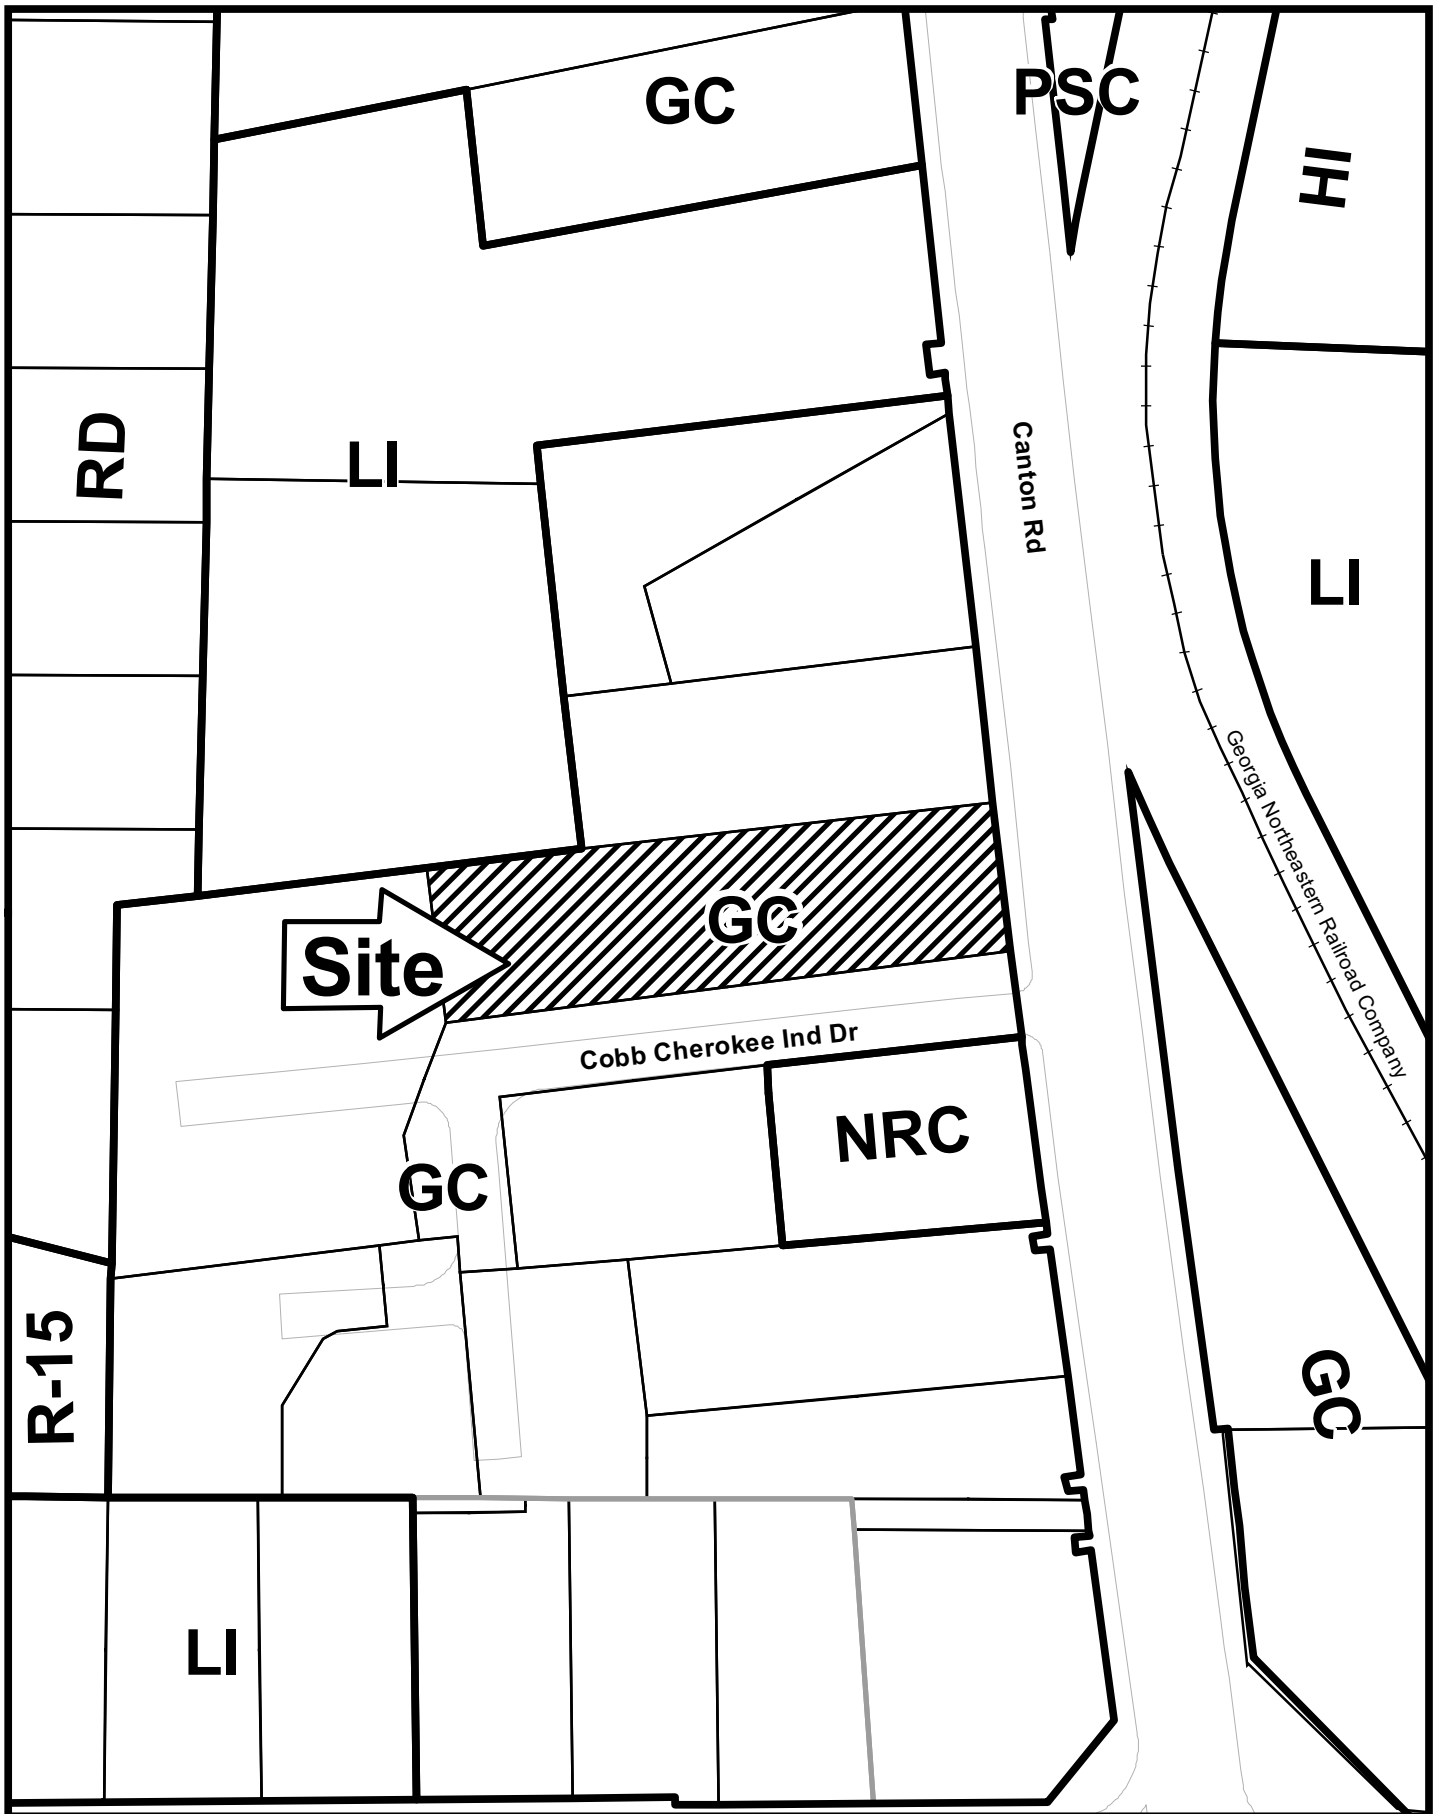 GC
PSC
HI
RD
LI
Canton Rd
LI
Georgia Northeastern Railroad Company
GC
Site
Cobb Cherokee Ind Dr
NRC
GC
R-15
GC
LI